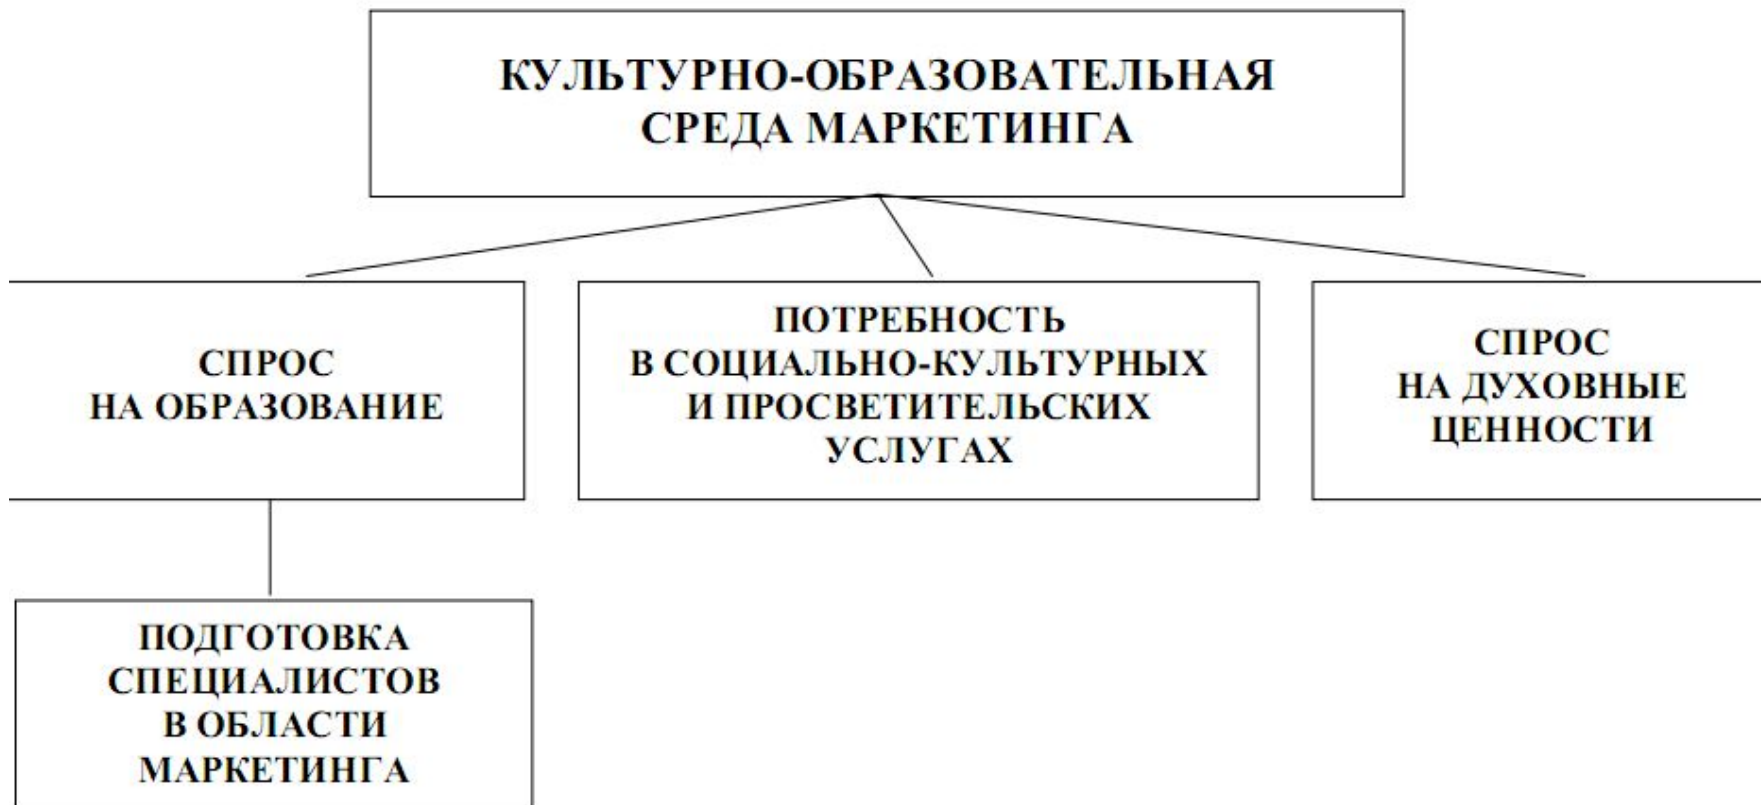 КУЛЬТУРНО-ОБРАЗОВАТЕЛЬНАЯ
СРЕДА МАРКЕТИНГА
СПРОС
НА ОБРАЗОВАНИЕ
ПОТРЕБНОСТЬ
В СОЦИАЛЬНО-КУЛЬТУРНЫХ
И ПРОСВЕТИТЕЛЬСКИХ
УСЛУГАХ
СПРОС
НА ДУХОВНЫЕ
ЦЕННОСТИ
ПОДГОТОВКА
СПЕЦИАЛИСТОВ
В ОБЛАСТИ
МАРКЕТИНГА